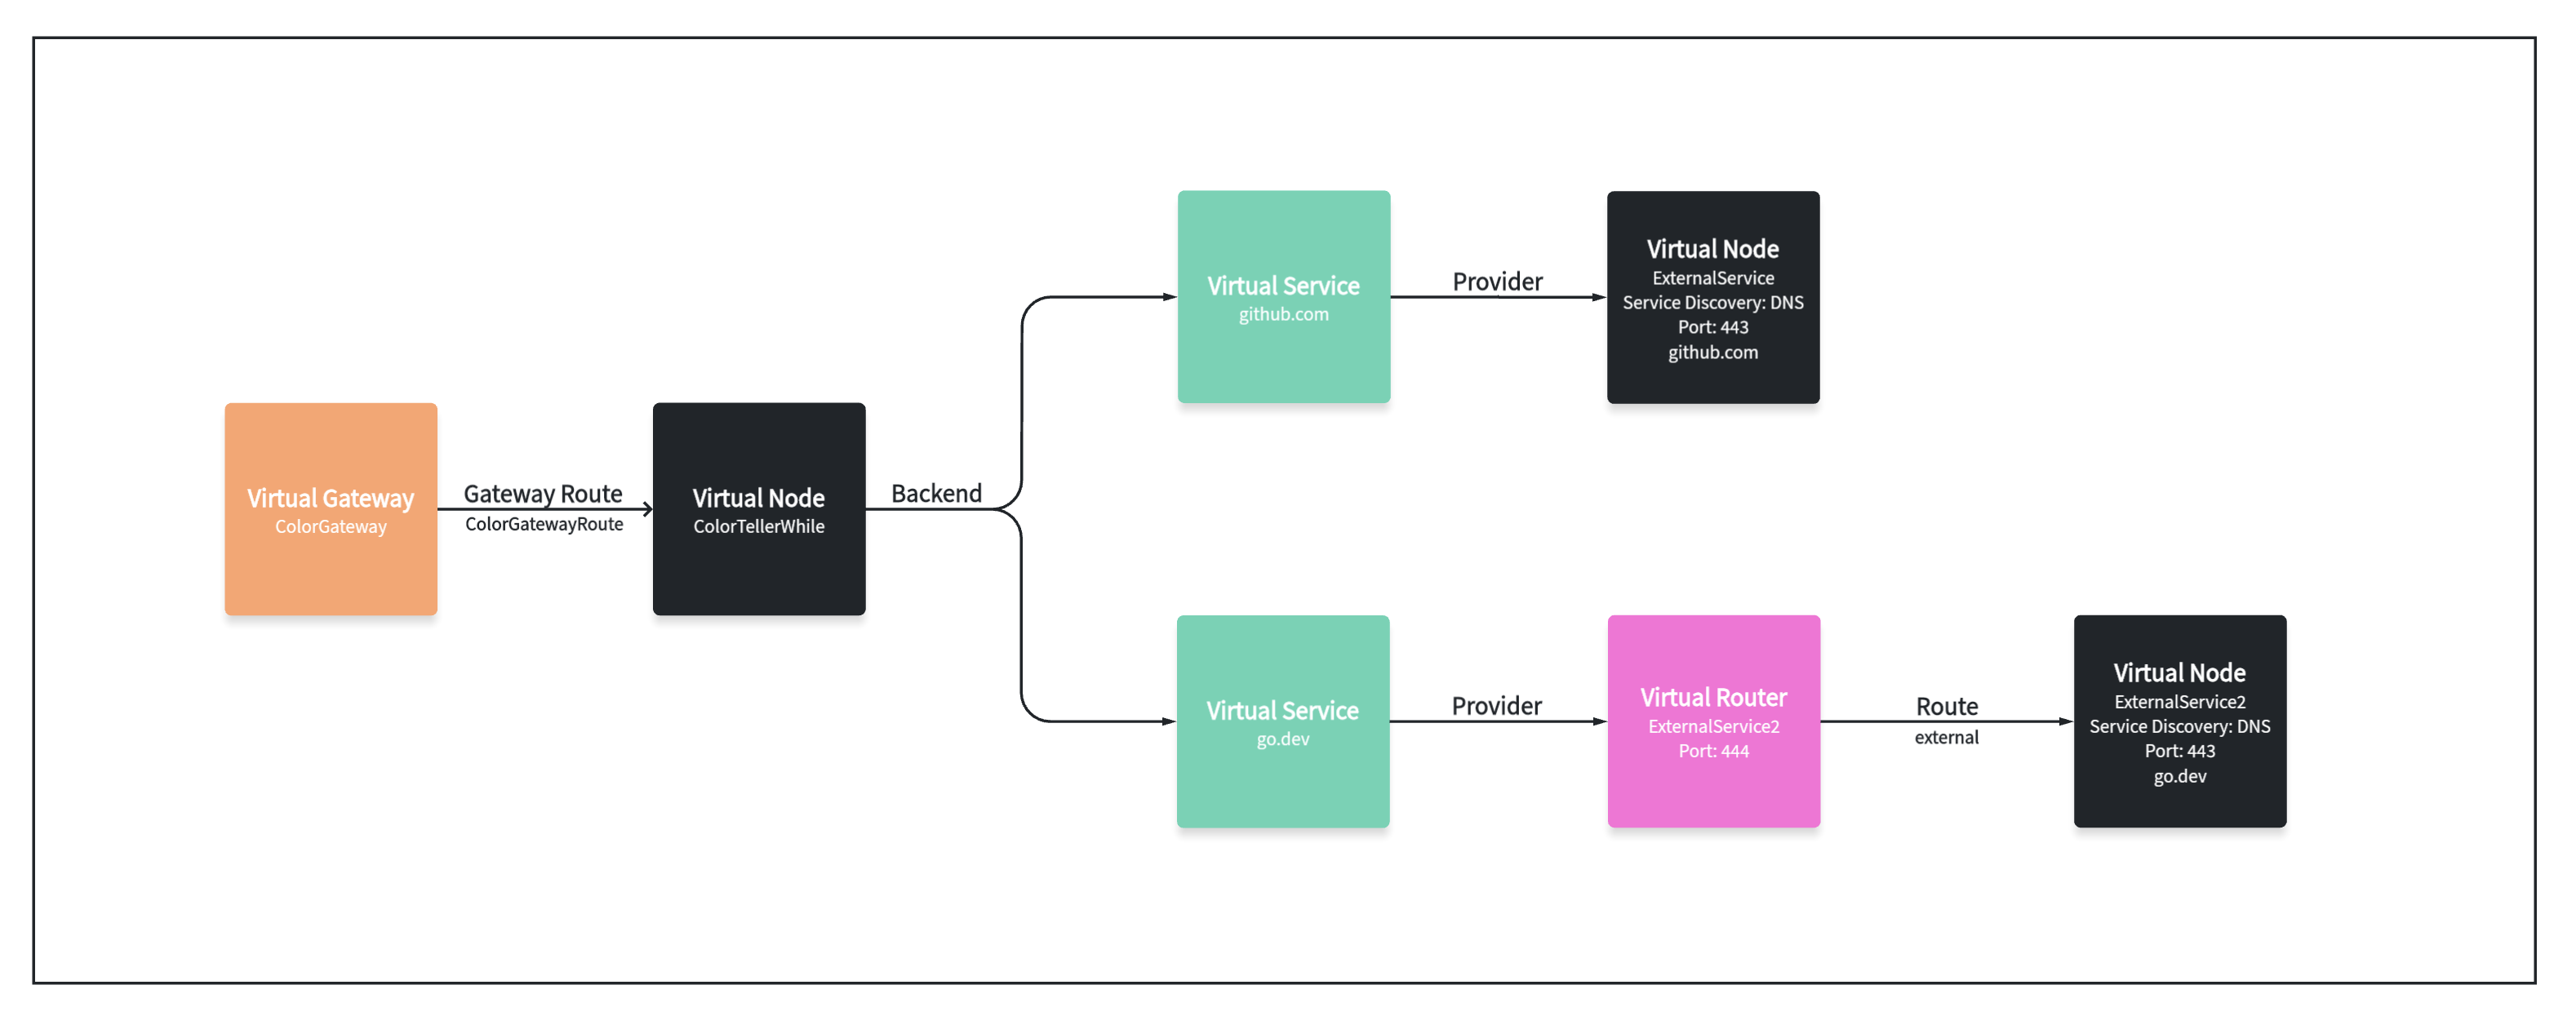 Virtual Gateway
ColorGateway
Gateway Route
ColorGatewayRoute
Virtual Node
ColorTellerWhile
Backend
Virtual Service
github.com
Provider
Virtual Node
ExternalService
Service Discovery: DNS
Port: 443
github.com
Virtual Service
go.dev
Provider
Virtual Router
ExternalService2
Port: 444
Route
external
Virtual Node
ExternalService2
Service Discovery: DNS
Port: 443
go.dev